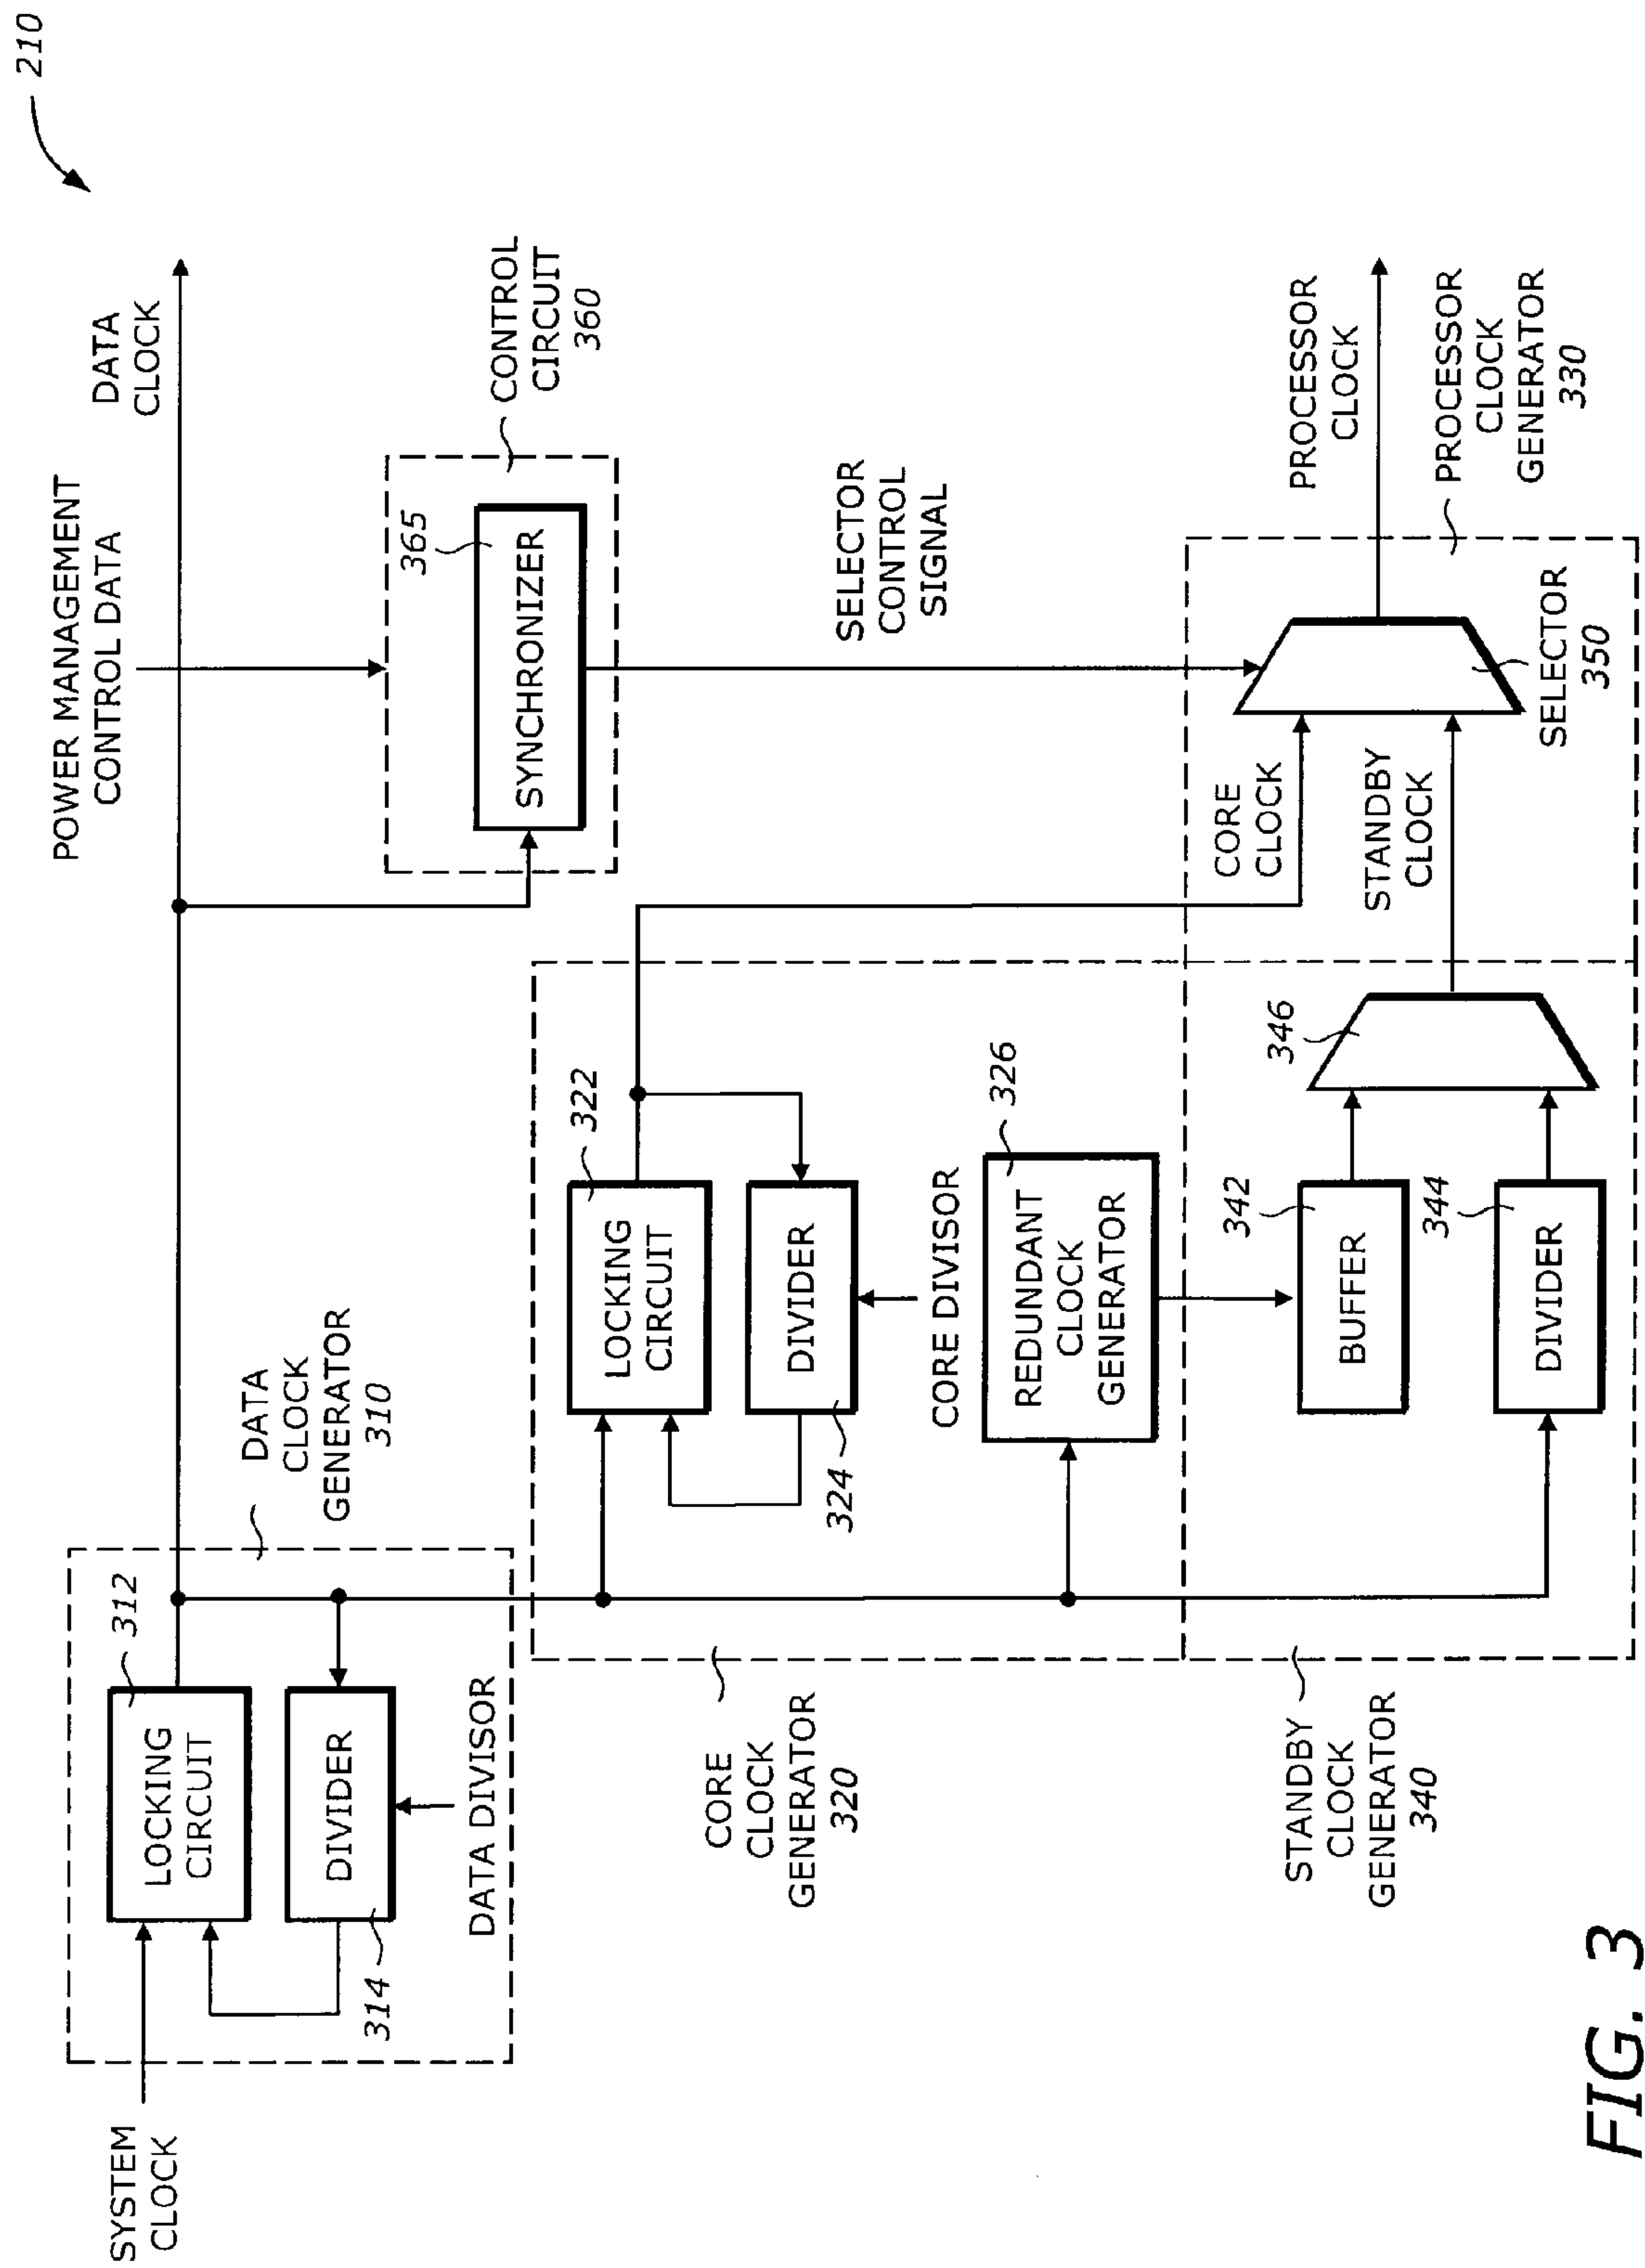 210
POWER MANAGEMENT
CONTROL DATA
DATA
CLOCK
SYSTEM
CLOCK
LOCKING
CIRCUIT
312
DIVIDER
314
DATA DIVISOR
DATA
CLOCK
GENERATOR
310
365
SYNCHRONIZER
CONTROL
CIRCUIT
360
LOCKING
CIRCUIT
322
DIVIDER
324
CORE DIVISOR
REDUNDANT
CLOCK
GENERATOR
326
CORE
CLOCK
GENERATOR
320
SELECTOR
CONTROL
SIGNAL
CORE
CLOCK
STANDBY
CLOCK
PROCESSOR
CLOCK
PROCESSOR
CLOCK
GENERATOR
330
SELECTOR
350
346
342
BUFFER
344
DIVIDER
STANDBY
CLOCK
GENERATOR
340
FIG. 3